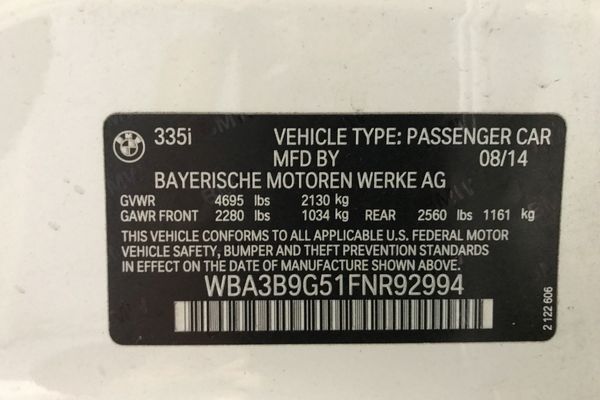 BMW 335i VEHICLE TYPE: PASSENGER CAR
MFD BY 08/14
BAYERISCHE MOTOREN WERKE AG
GVWR 4695 lbs 2130 kg
GAWR FRONT 2280 lbs 1034 kg REAR 2560 lbs 1161 kg
THIS VEHICLE CONFORMS TO ALL APPLICABLE U.S. FEDERAL MOTOR
VEHICLE SAFETY, BUMPER AND THEFT PREVENTION STANDARDS
IN EFFECT ON THE DATE OF MANUFACTURE SHOWN ABOVE.
WBA3B9G51FNR92994
2 122 606